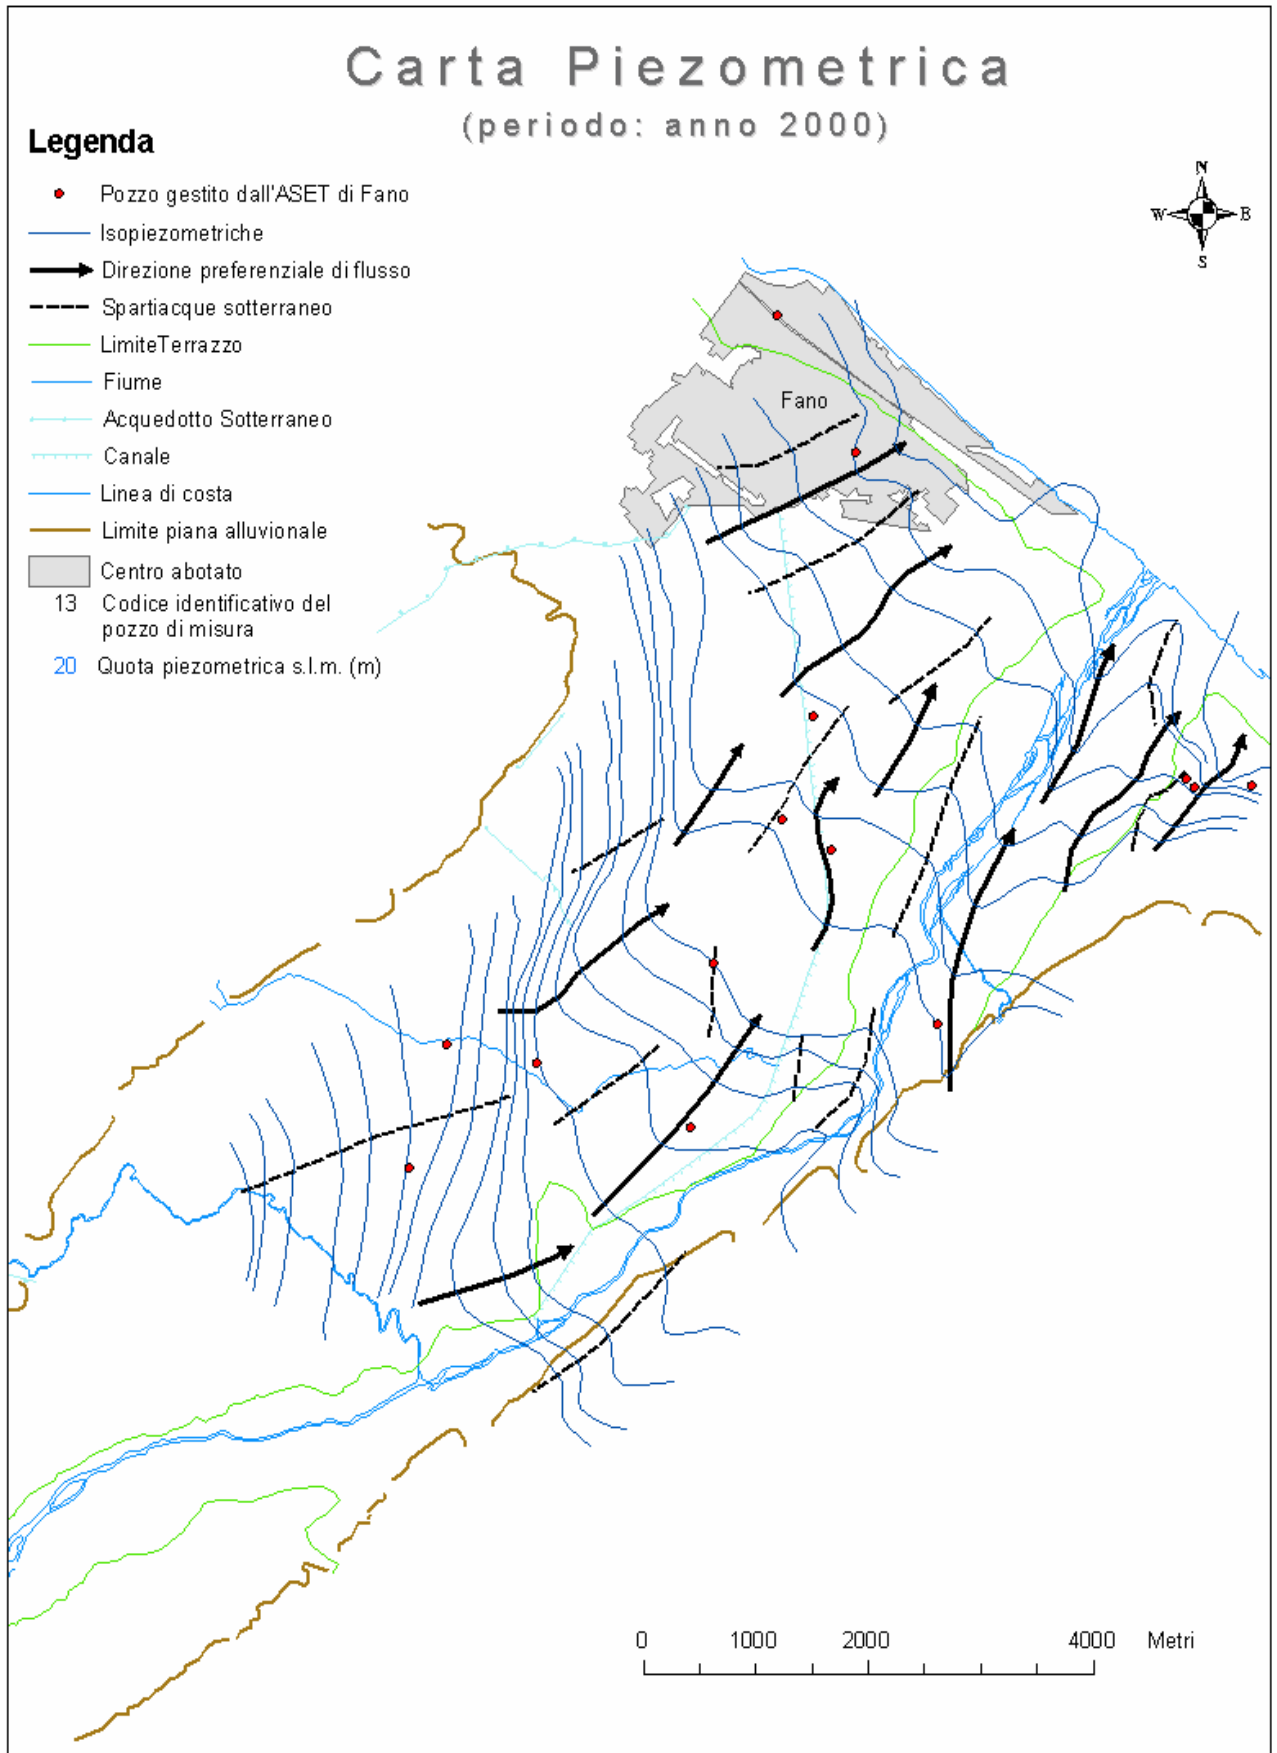 Carta Piezometrica
(periodo: anno 2000)
Legenda
Pozzo gestito dall'ASET di Fano
Isopiezometriche
Direzione preferenziale di flusso
Spartiacque sotterraneo
LimiteTerrazzo
Fiume
Acquedotto Sotterraneo
Canale
Linea di costa
Limite piana alluvionale
Centro abotato
13 Codice identificativo del
pozzo di misura
20 Quota piezometrica s.l.m. (m)
N
W E
S
Fano
0 1000 2000 4000 Metri